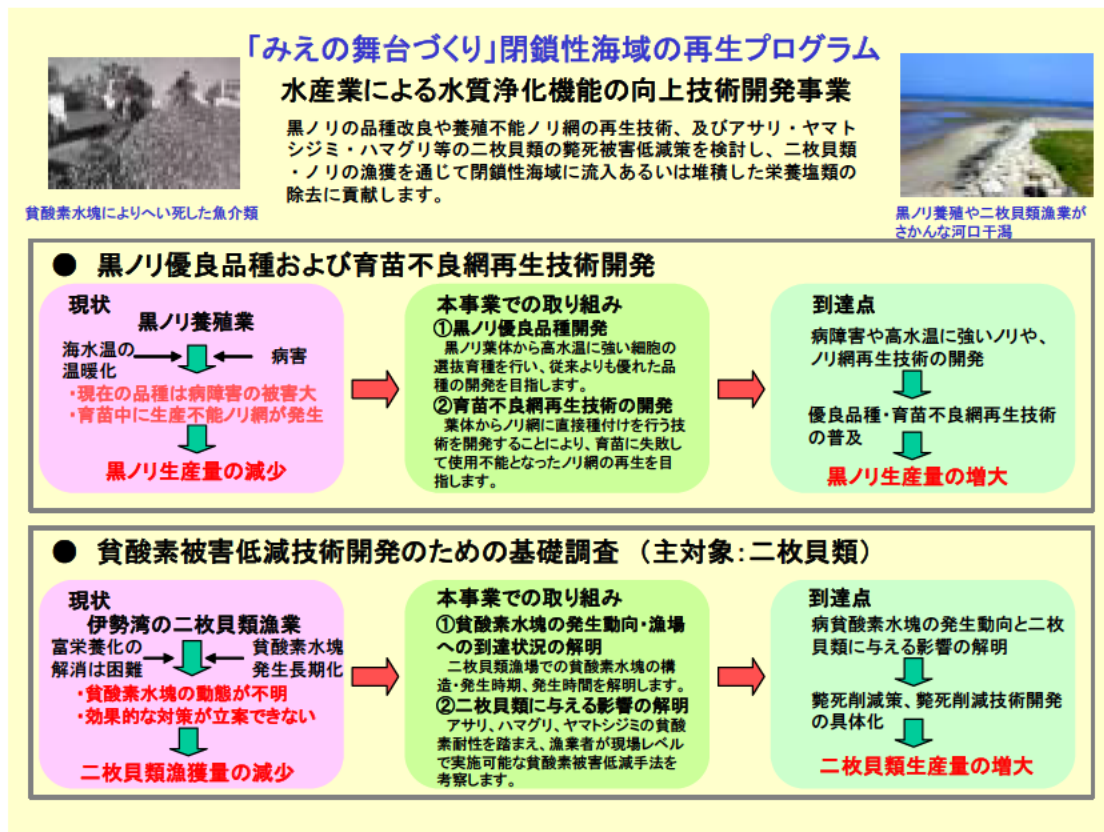 「みえの舞台づくり」閉鎖性海域の再生プログラム
水産業による水質浄化機能の向上技術開発事業
黒ノリの品種改良や養殖不能ノリ網の再生技術、及びアサリ・ヤマト
シジミ・ハマグリ等の二枚貝類の斃死被害低減策を検討し、二枚貝類
・ノリの漁獲を通じて閉鎖性海域に流入あるいは堆積した栄養塩類の
除去に貢献します。
貧酸素水塊によりへい死した魚介類
黒ノリ養殖や二枚貝類漁業が
さかんな河口干潟
● 黒ノリ優良品種および育苗不良網再生技術開発
現状
黒ノリ養殖業
海水温の
温暖化
病害
・現在の品種は病障害の被害大
・育苗中に生産不能ノリ網が発生
黒ノリ生産量の減少
本事業での取り組み
①黒ノリ優良品種開発
黒ノリ葉体から高水温に強い細胞の
選抜育種を行い、従来よりも優れた品
種の開発を目指します。
②育苗不良網再生技術の開発
葉体からノリ網に直接種付けを行う技
術を開発することにより、育苗に失敗し
て使用不能となったノリ網の再生を目
指します。
到達点
病障害や高水温に強いノリや、
ノリ網再生技術の開発
優良品種・育苗不良網再生技術
の普及
黒ノリ生産量の増大
● 貧酸素被害低減技術開発のための基礎調査 （主対象：二枚貝類）
現状
伊勢湾の二枚貝類漁業
富栄養化の
解消は困難
貧酸素水塊
発生長期化
・貧酸素水塊の動態が不明
・効果的な対策が立案できない
二枚貝類漁獲量の減少
本事業での取り組み
①貧酸素水塊の発生動向・漁場
への到達状況の解明
二枚貝類漁場での貧酸素水塊の構
造・発生時期、発生時間を解明します。
②二枚貝類に与える影響の解明
アサリ、ハマグリ、ヤマトシジミの貧酸
素耐性を踏まえ、漁業者が現場レベル
で実施可能な貧酸素被害低減手法を
考察します。
到達点
病貧酸素水塊の発生動向と二枚
貝類に与える影響の解明
斃死削減策、斃死削減技術開発
の具体化
二枚貝類生産量の増大